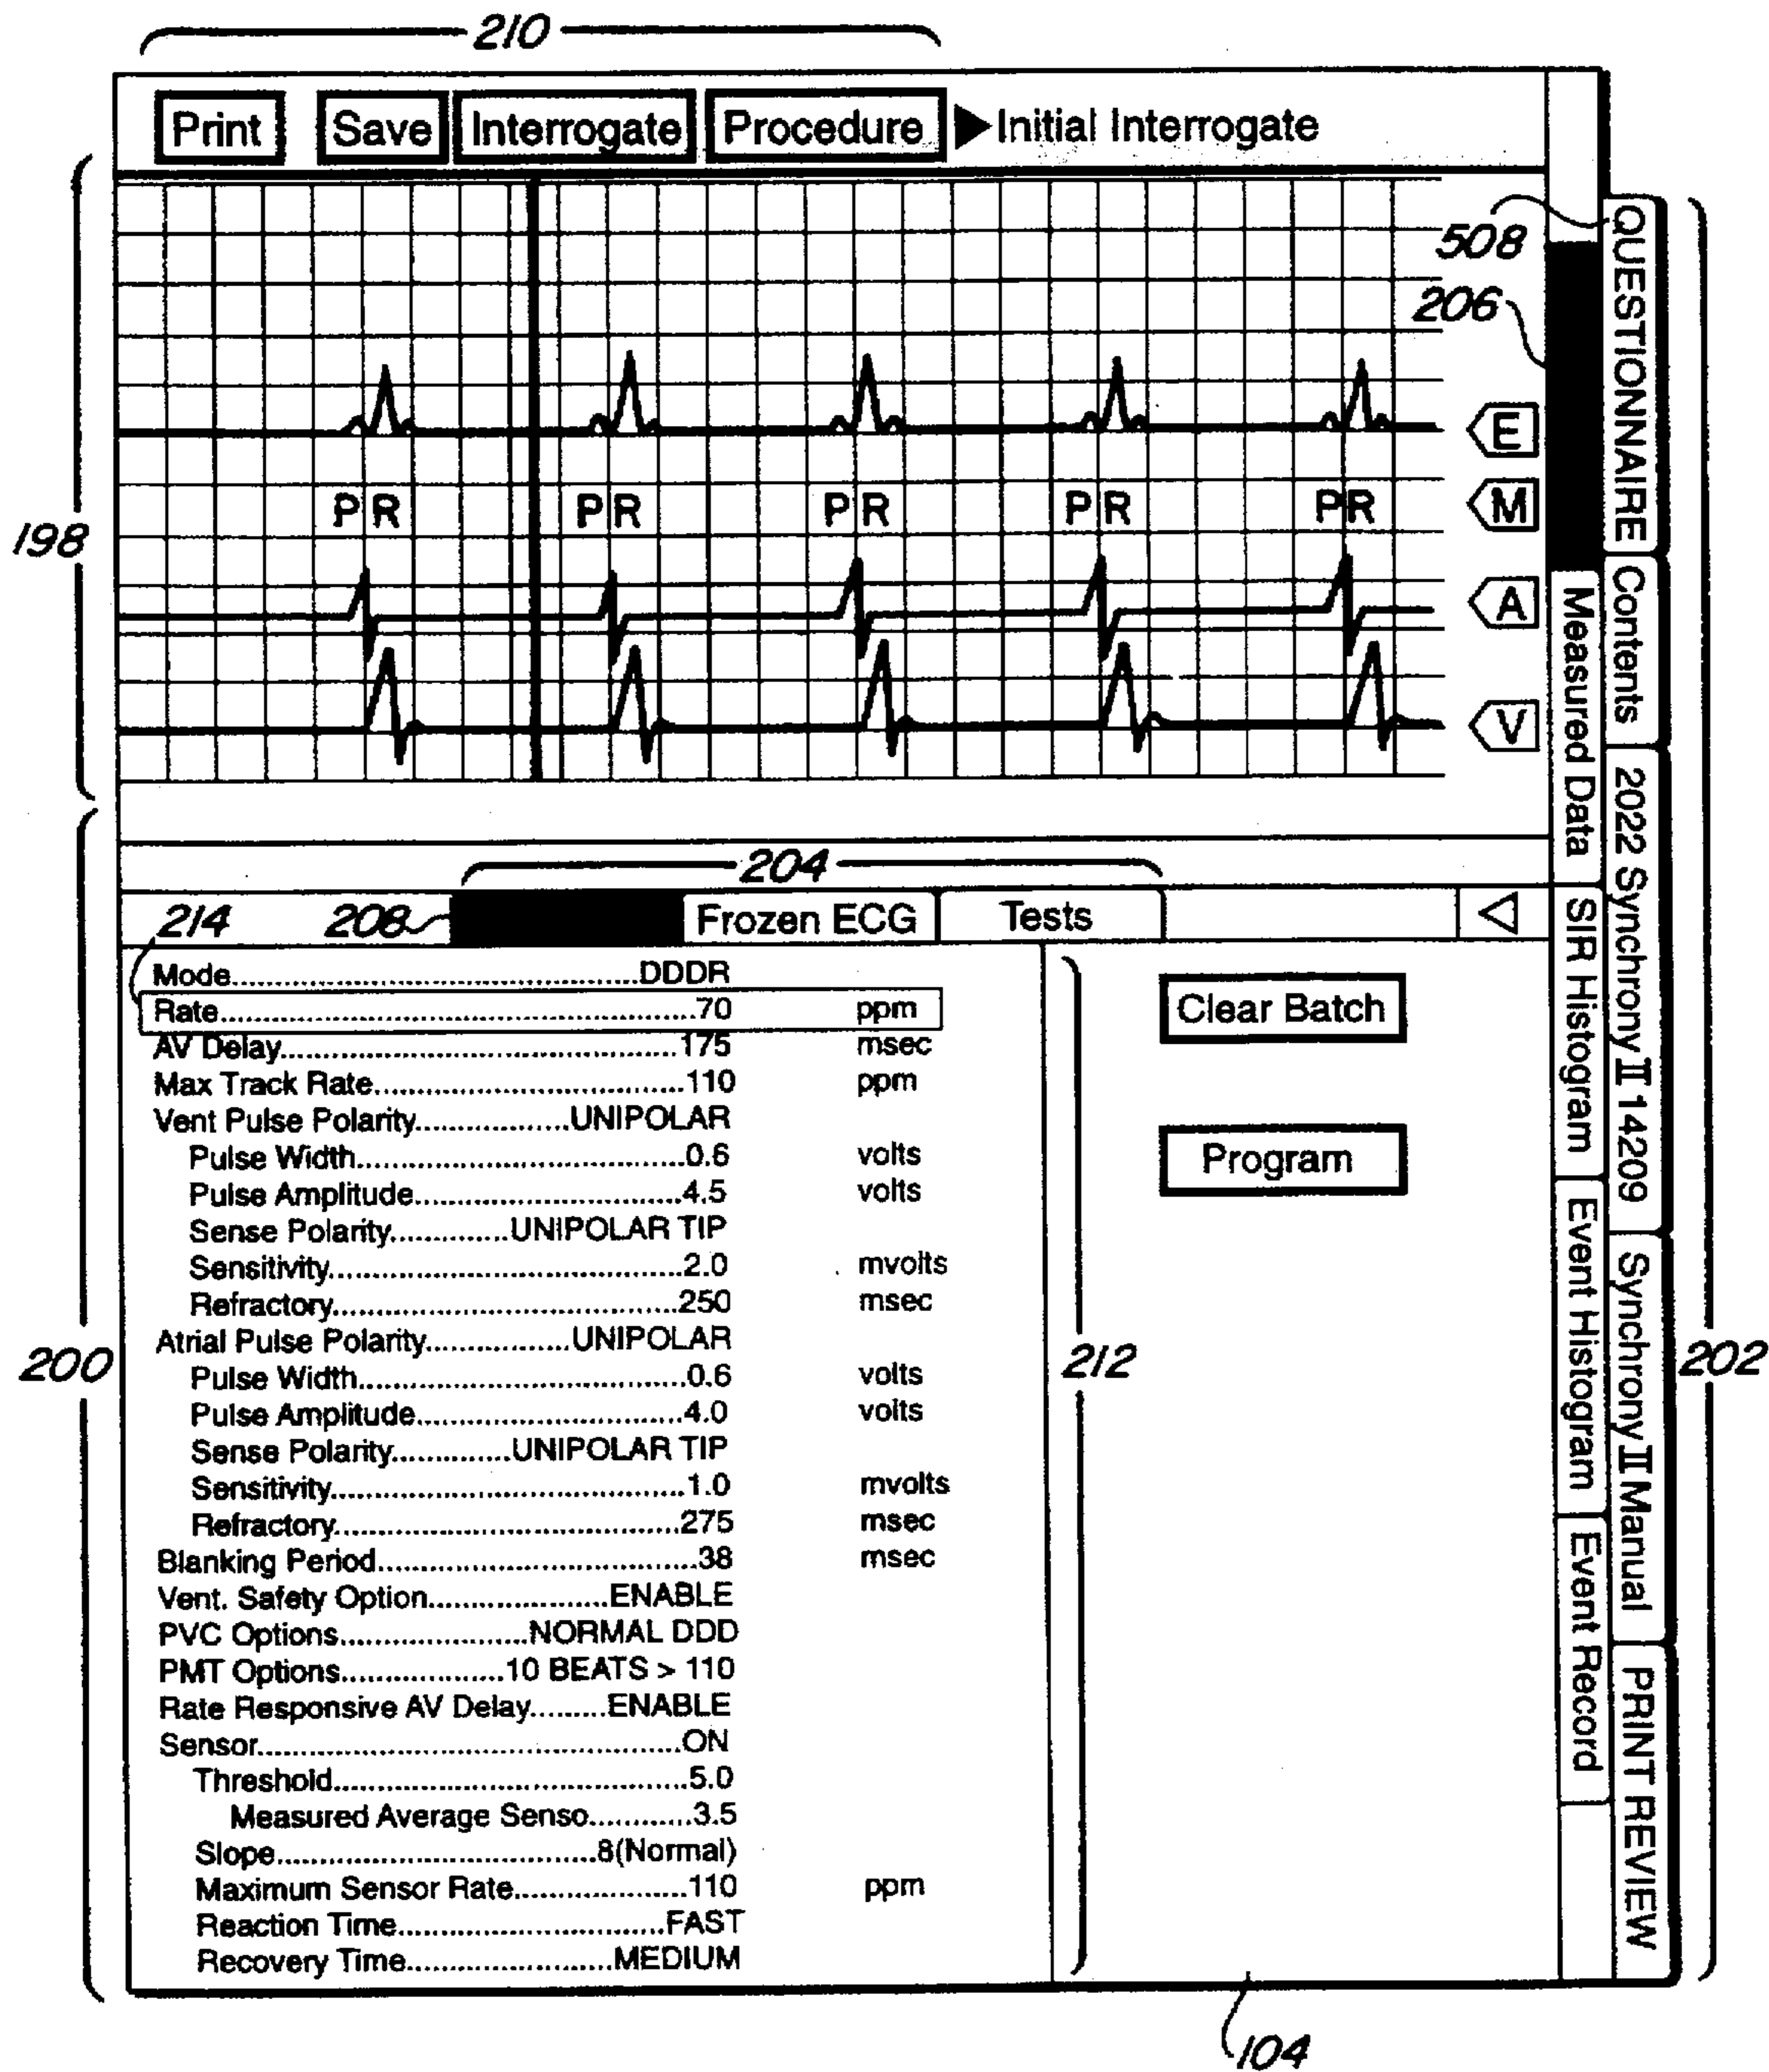 210
Print Save Interrogate Procedure ▶Initial Interrogate
508
206
198
E
P R P R P R P R P R M
A
V
204
214 208 Frozen ECG Tests
Mode..........DDDR
Rate..........70 ppm
AV Delay..........175 msec
Max Track Rate..........110 ppm
Vent Pulse Polarity..........UNIPOLAR
Pulse Width..........0.6 volts
Pulse Amplitude..........4.5 volts
Sense Polarity..........UNIPOLAR TIP
Sensitivity..........2.0 mvolts
Refractory..........250 msec
Atrial Pulse Polarity..........UNIPOLAR
Pulse Width..........0.6 volts
Pulse Amplitude..........4.0 volts
Sense Polarity..........UNIPOLAR TIP
Sensitivity..........1.0 mvolts
Refractory..........275 msec
Blanking Period..........38 msec
Vent. Safety Option..........ENABLE
PVC Options..........NORMAL DDD
PMT Options..........10 BEATS > 110
Rate Responsive AV Delay..........ENABLE
Sensor..........ON
Threshold..........5.0
Measured Average Senso..........3.5
Slope..........8(Normal)
Maximum Sensor Rate..........110 ppm
Reaction Time..........FAST
Recovery Time..........MEDIUM
200
212
Clear Batch
Program
Measured Data SIR Histogram Event Histogram Event Record
QUESTIONNAIRE Contents 2022 Synchrony II 14209 Synchrony II Manual PRINT REVIEW
202
104